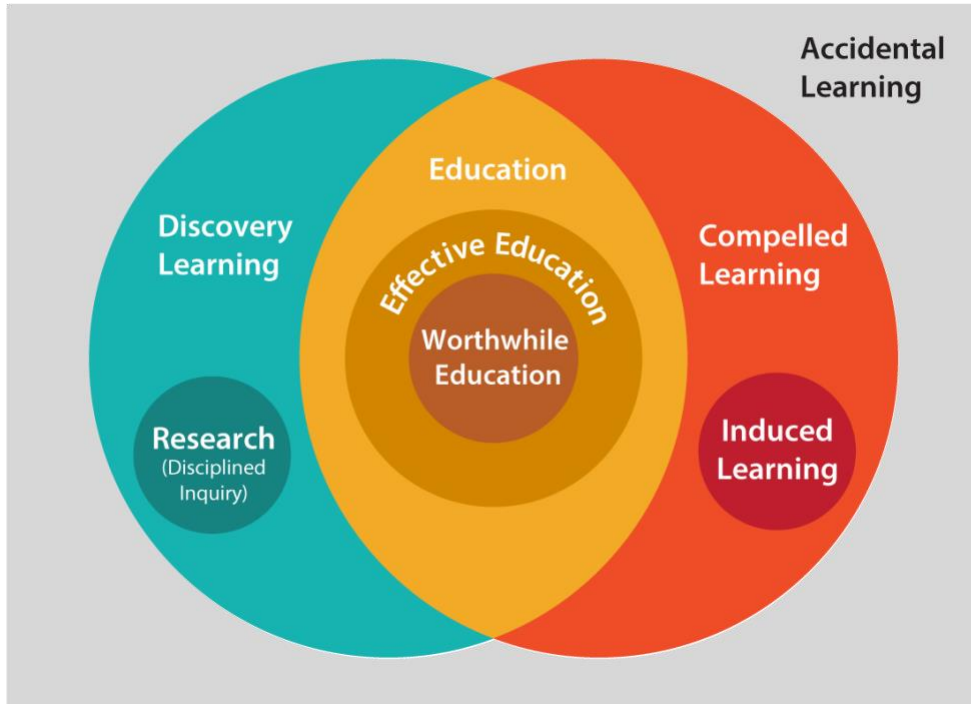 Accidental
Learning
Education
Discovery
Learning
Effective Education
Compelled
Learning
Worthwhile
Education
Research
(Disciplined
Inquiry)
Induced
Learning